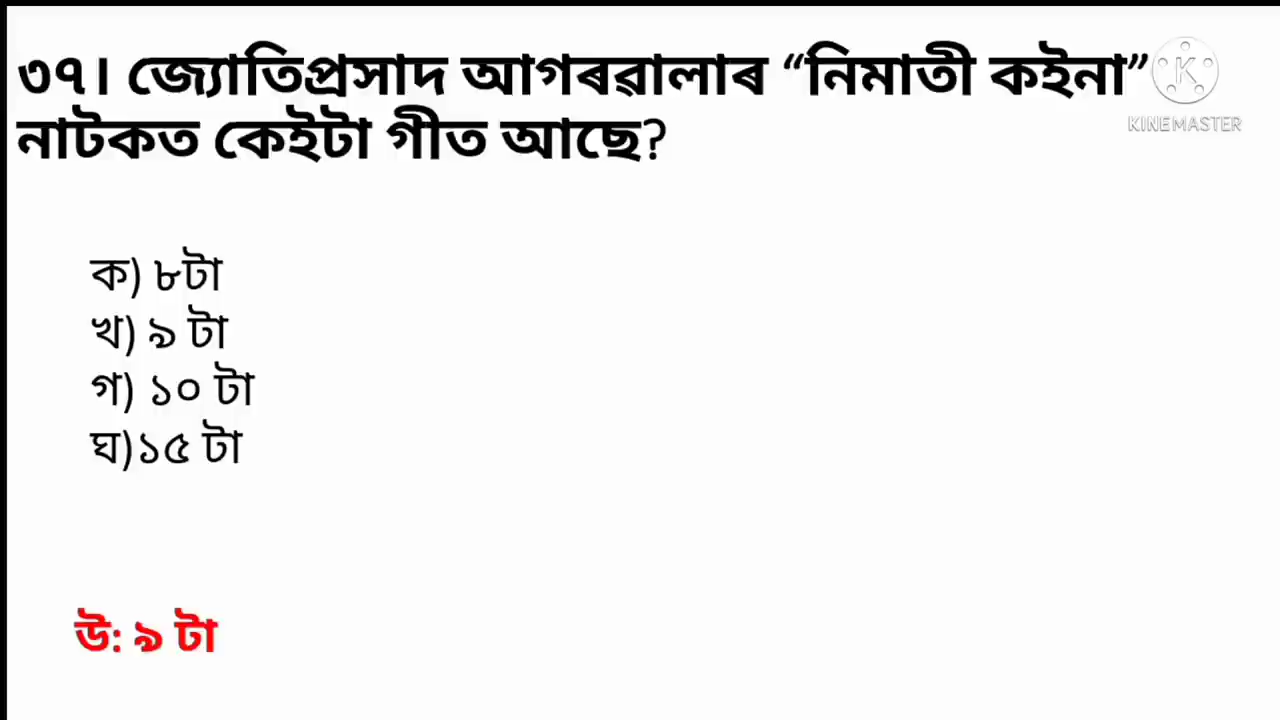 ৩৭। জ্যোতিপ্ৰসাদ আগৰৱালাৰ “নিমাতী কইনা”
নাটকত কেইটা গীত আছে?
KINEMASTER
ক) ৮টা
খ) ৯ টা
গ) ১০ টা
ঘ)১৫ টা
উ: ৯ টা